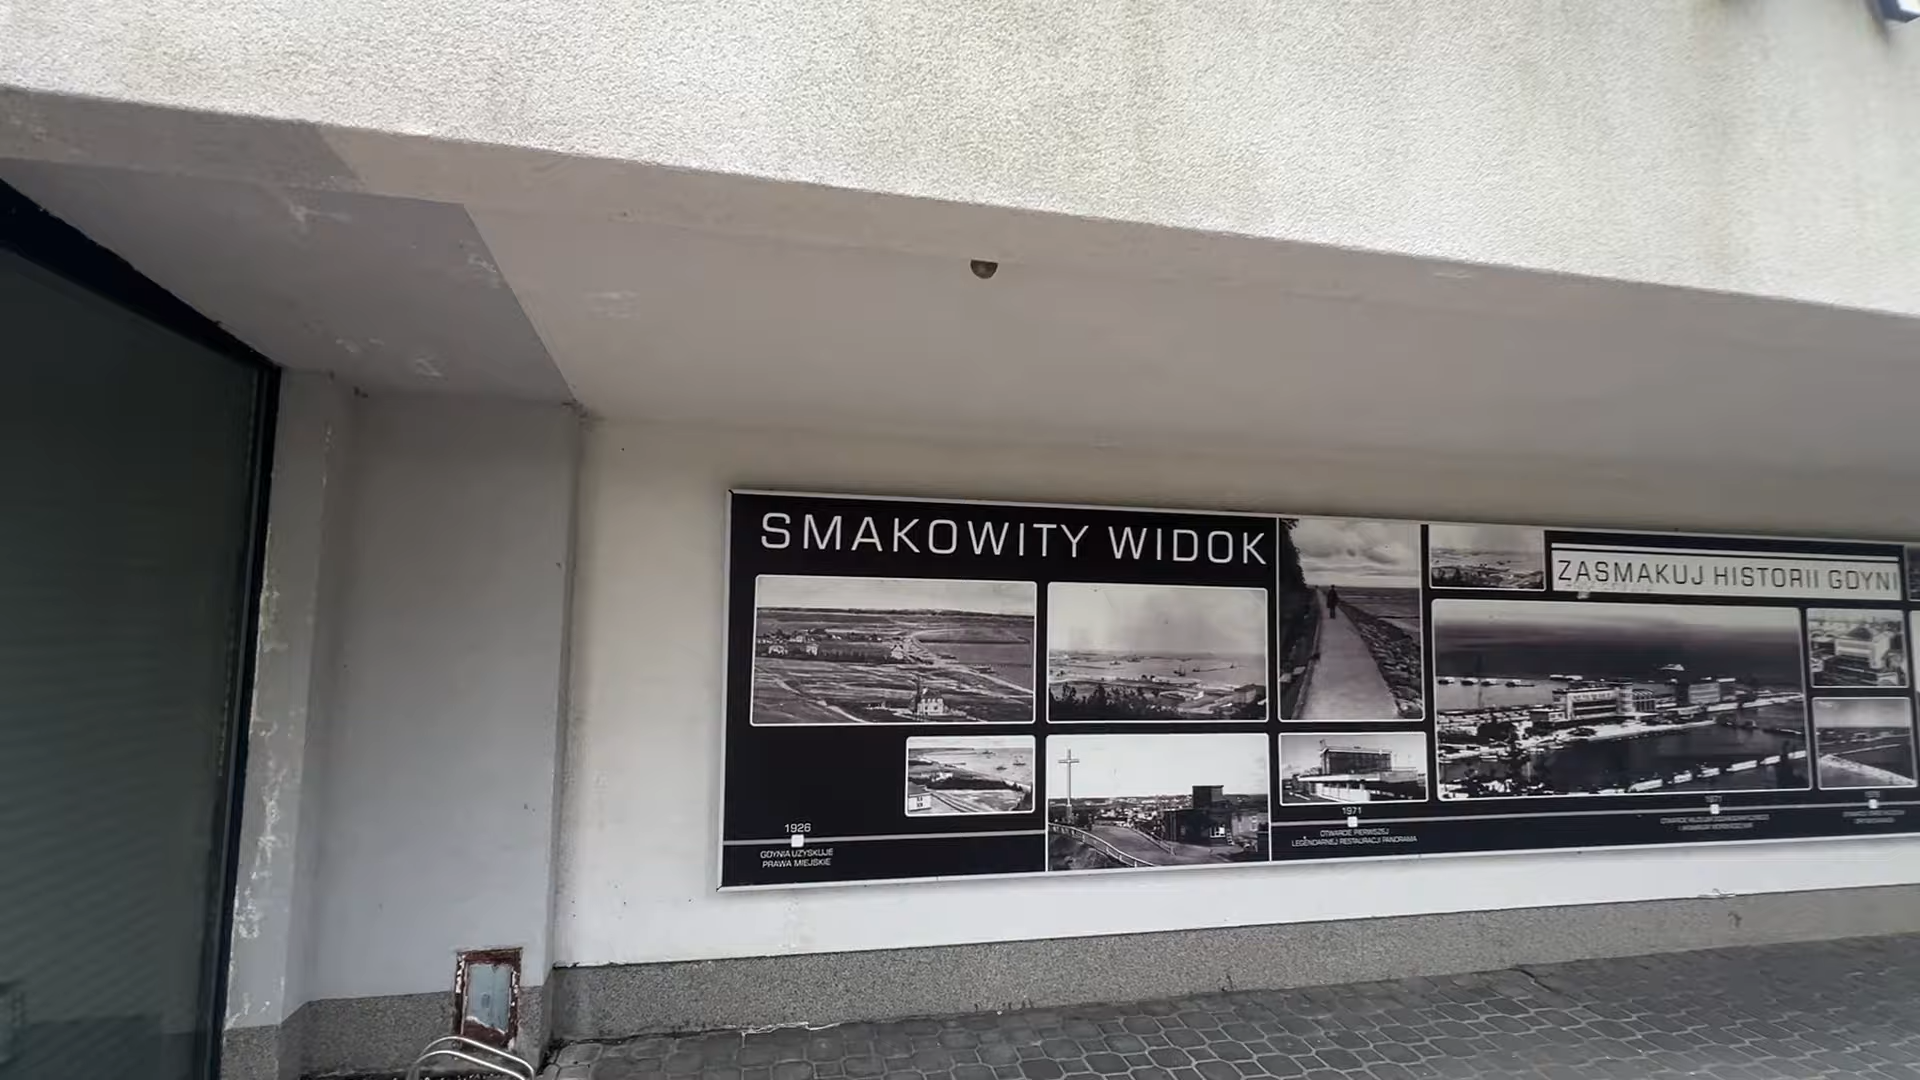 SMAKOWITY WIDOK
ZASMAKUJ HISTORII GDYNI
1926
GDYNIA UZYSKUJE
PRAWA MIEJSKIE
1971
OTWARCIE PIERWSZEJ
LEGENDARNEJ RESTAURACJI PANORAMA